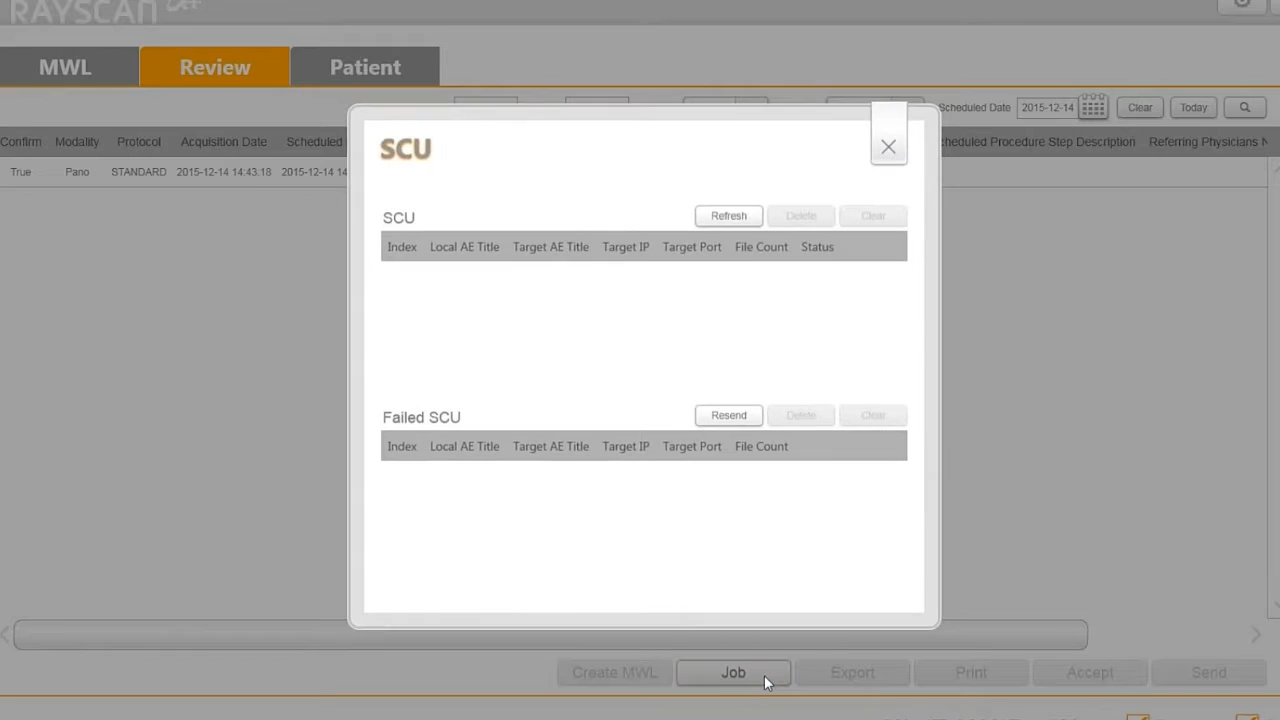 RAYSCAN
MWL Review Patient
Scheduled Date 2015-12-14 Clear Today
Confirm Modality Protocol Acquisition Date Scheduled
Scheduled Procedure Step Description Referring Physicians N
True Pano STANDARD 2015-12-14 14:43.18 2015-12-14 14
SCU
SCU Refresh Delete Clear
Index Local AE Title Target AE Title Target IP Target Port File Count Status
Failed SCU Resend Delete Clear
Index Local AE Title Target AE Title Target IP Target Port File Count
Create MWL Job Export Print Accept Send